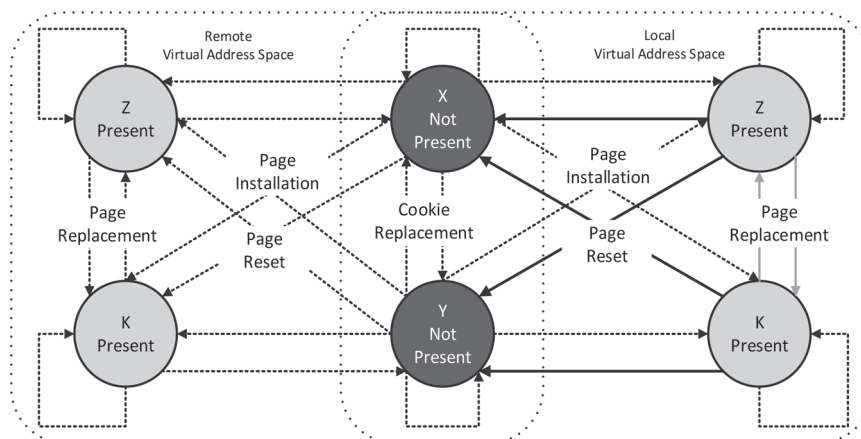 Remote
Virtual Address Space
Local
Virtual Address Space
Z
Present
X
Not
Present
Z
Present
Page
Installation
Page
Installation
Page
Replacement
Cookie
Replacement
Page
Replacement
Page
Reset
Page
Reset
K
Present
Y
Not
Present
K
Present